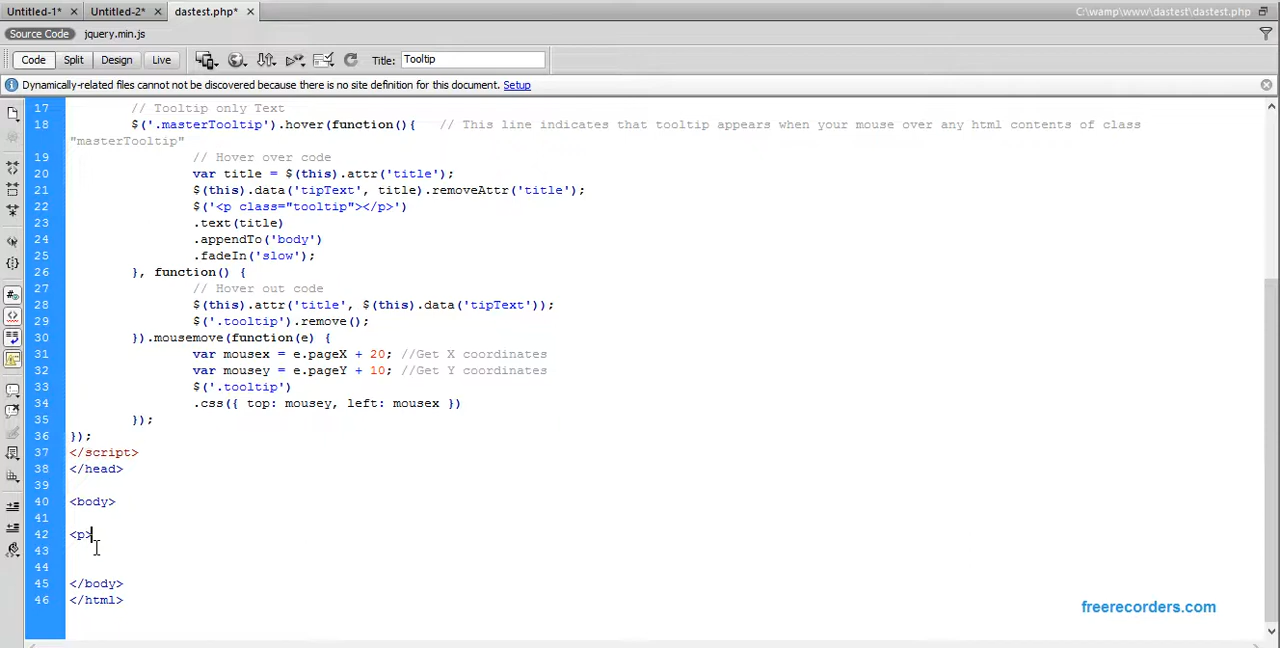 Untitled-1* × Untitled-2* × dastest.php* × C:\wamp\www\dastest\dastest.php
Source Code jquery.min.js
Code Split Design Live Title: Tooltip
Dynamically-related files cannot be discovered because there is no site definition for this document. Setup
17 // Tooltip only Text
18 $('.masterTooltip').hover(function(){ // This line indicates that tooltip appears when your mouse over any html contents of class
"masterTooltip"
19 // Hover over code
20 var title = $(this).attr('title');
21 $(this).data('tipText', title).removeAttr('title');
22 $('<p class="tooltip"></p>')
23 .text(title)
24 .appendTo('body')
25 .fadeIn('slow');
26 }, function() {
27 // Hover out code
28 $(this).attr('title', $(this).data('tipText'));
29 $('.tooltip').remove();
30 }).mousemove(function(e) {
31 var mousex = e.pageX + 20; //Get X coordinates
32 var mousey = e.pageY + 10; //Get Y coordinates
33 $('.tooltip')
34 .css({ top: mousey, left: mousex })
35 });
36 });
37 </script>
38 </head>
39
40 <body>
41
42 <p>
43
44
45 </body>
46 </html>
freerecorders.com